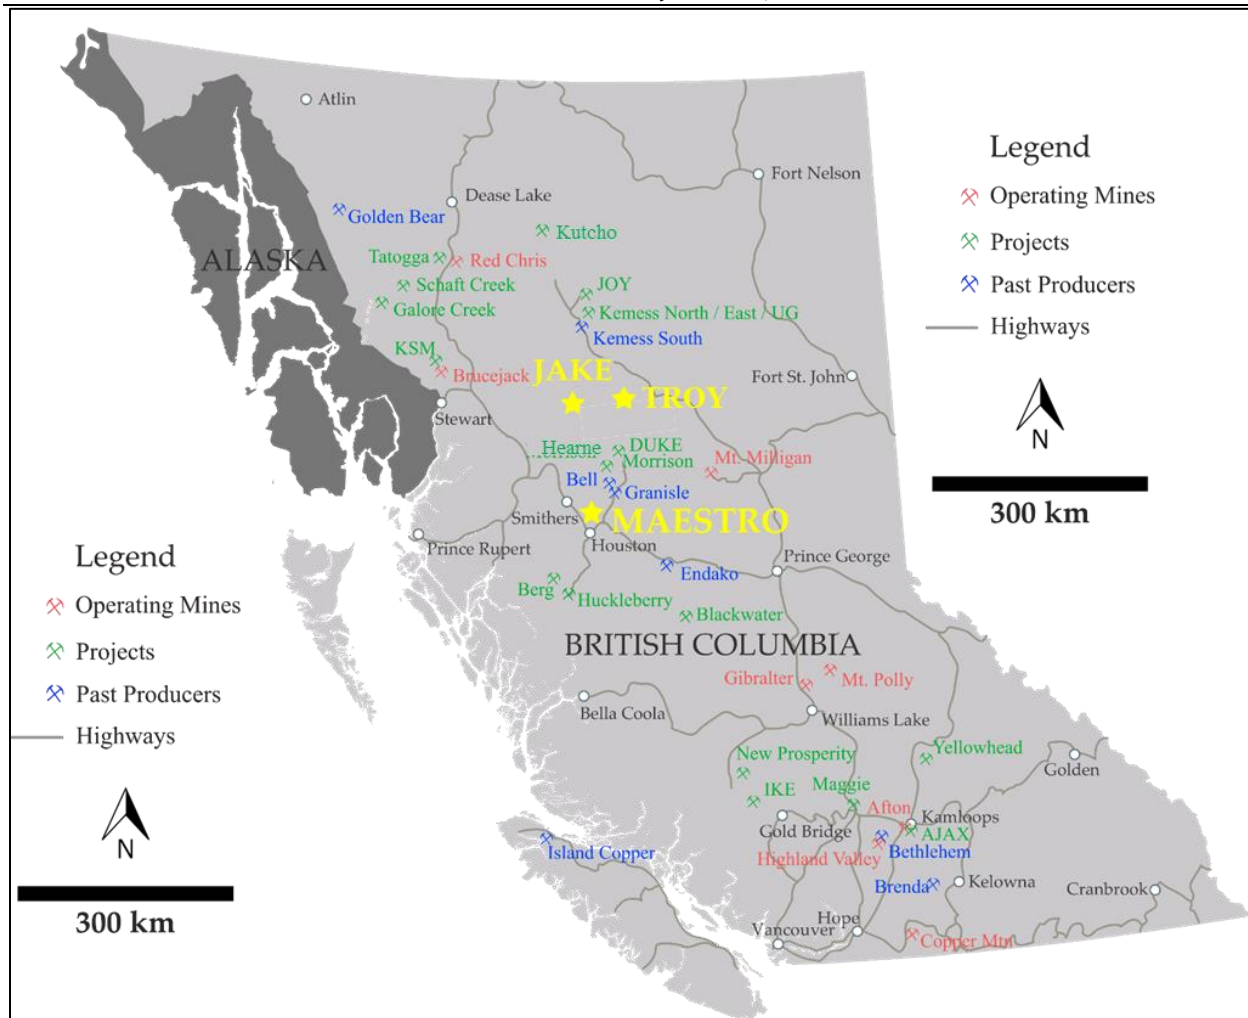 Atlin
Legend
Fort Nelson
Operating Mines
Dease Lake
Golden Bear
Kutcho
Projects
ALASKA
Tatogga
Red Chris
Schaft Creek
JOY
Past Producers
Galore Creek
Kemess North / East / UG
Highways
Kemess South
KSM
Brucejack
JAKE
Fort St. John
TROY
Stewart
N
Hearne
DUKE
Morrison
Mt. Milligan
Bell
Granisle
300 km
Smithers
MAESTRO
Prince Rupert
Houston
Prince George
Legend
Endako
Berg
Huckleberry
Operating Mines
Blackwater
BRITISH COLUMBIA
Projects
Gibralter
Mt. Polly
Past Producers
Bella Coola
Williams Lake
Highways
New Prosperity
Yellowhead
Golden
IKE
Maggie
Afton
Kamloops
Gold Bridge
AJAX
N
Island Copper
Highland Valley
Bethlehem
Brenda
Kelowna
Cranbrook
300 km
Hope
Vancouver
Copper Mtn